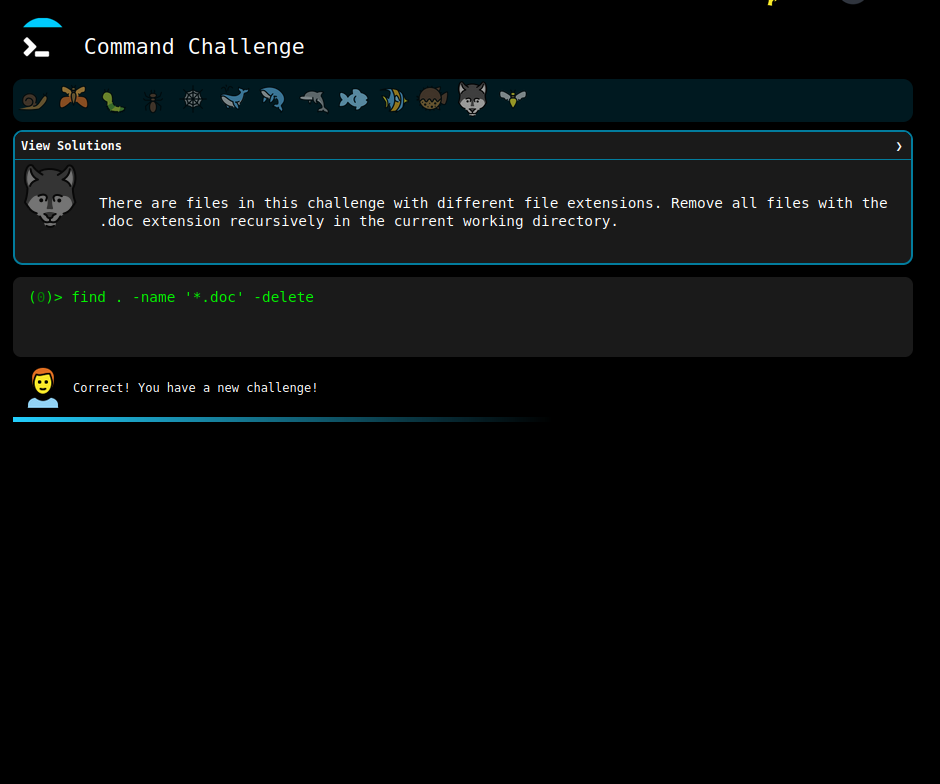 Command Challenge
View Solutions ❯
There are files in this challenge with different file extensions. Remove all files with the
.doc extension recursively in the current working directory.
(0)> find . -name '*.doc' -delete
Correct! You have a new challenge!